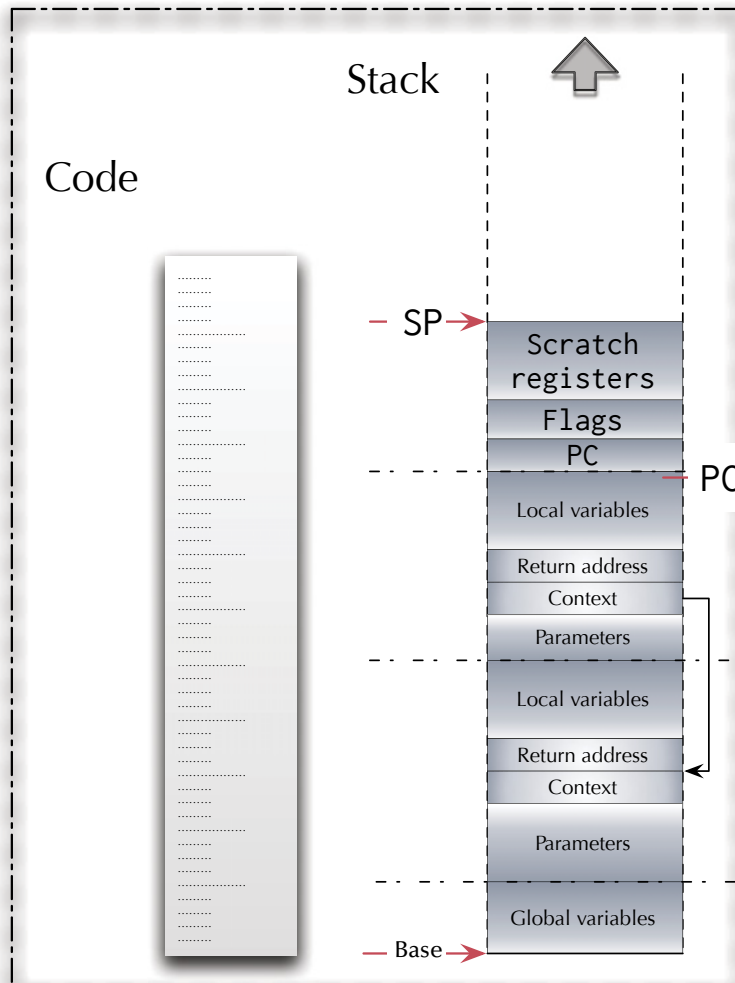 Stack
Code
SP
Scratch
registers
Flags
PC
PC
Local variables
Return address
Context
Parameters
Local variables
Return address
Context
Parameters
Global variables
Base